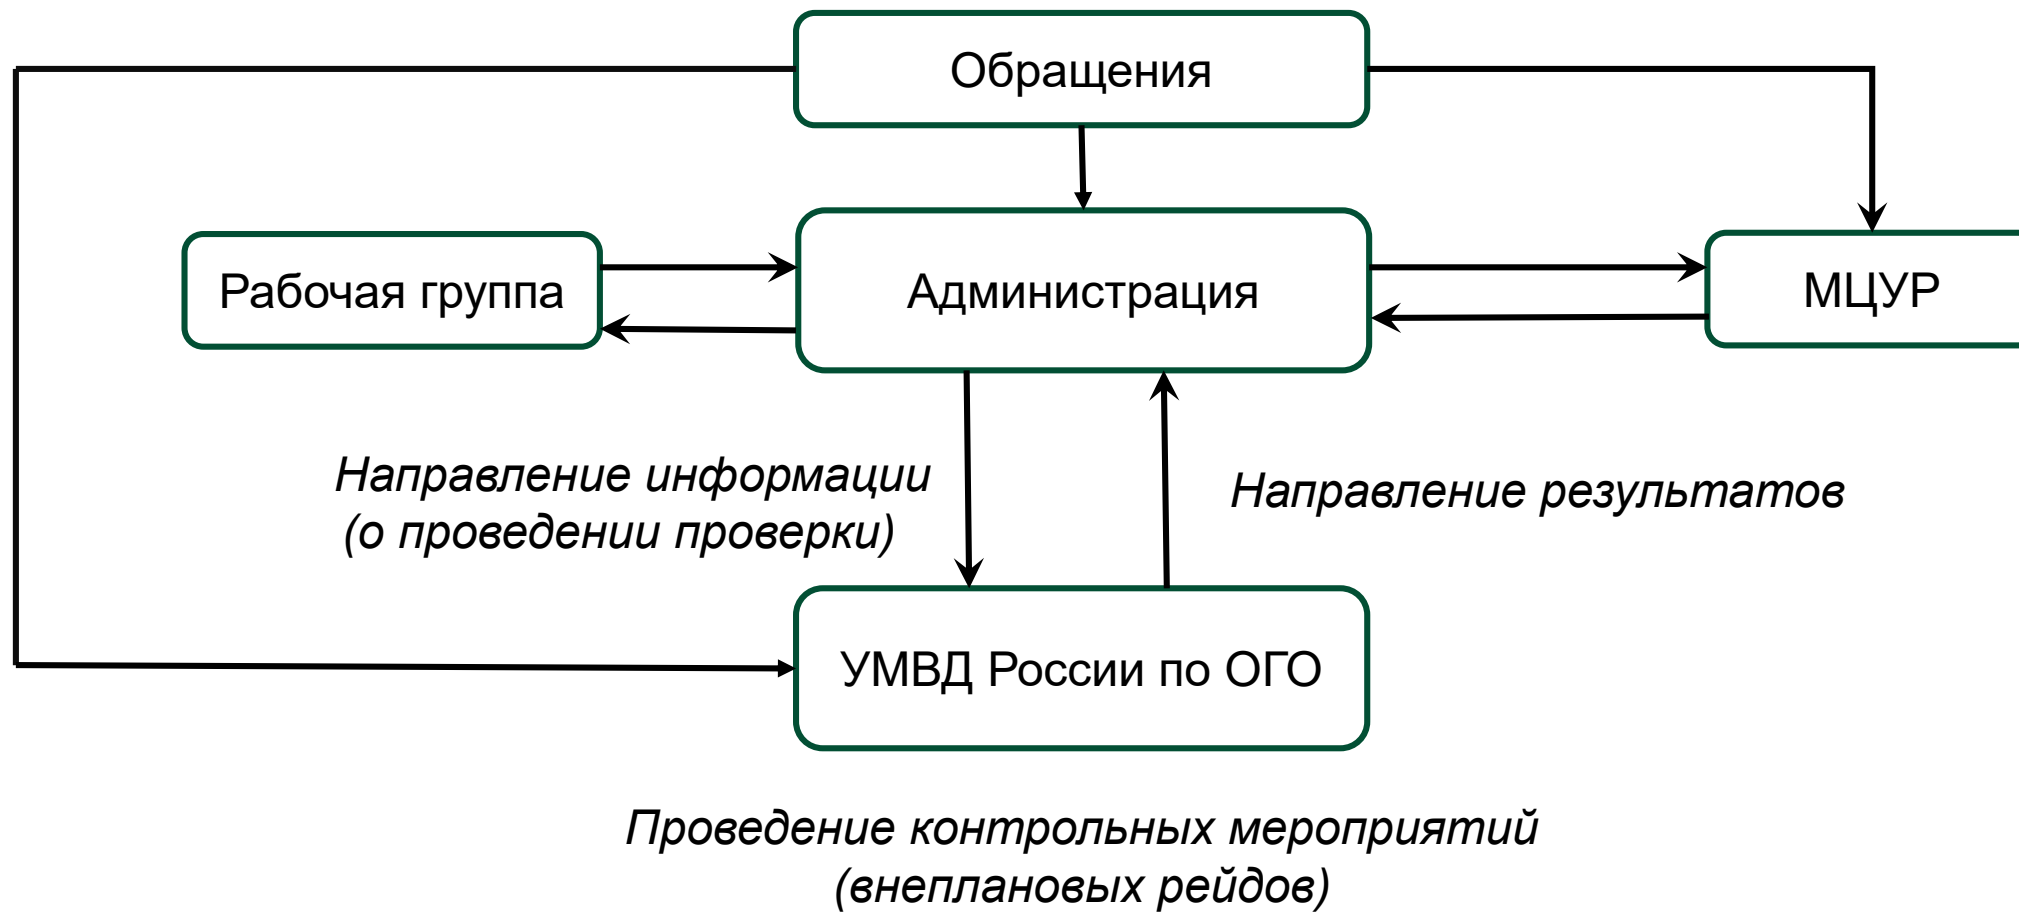 Обращения
Рабочая группа
Администрация
МЦУР
Направление информации
(о проведении проверки)
Направление результатов
УМВД России по ОГО
Проведение контрольных мероприятий
(внеплановых рейдов)